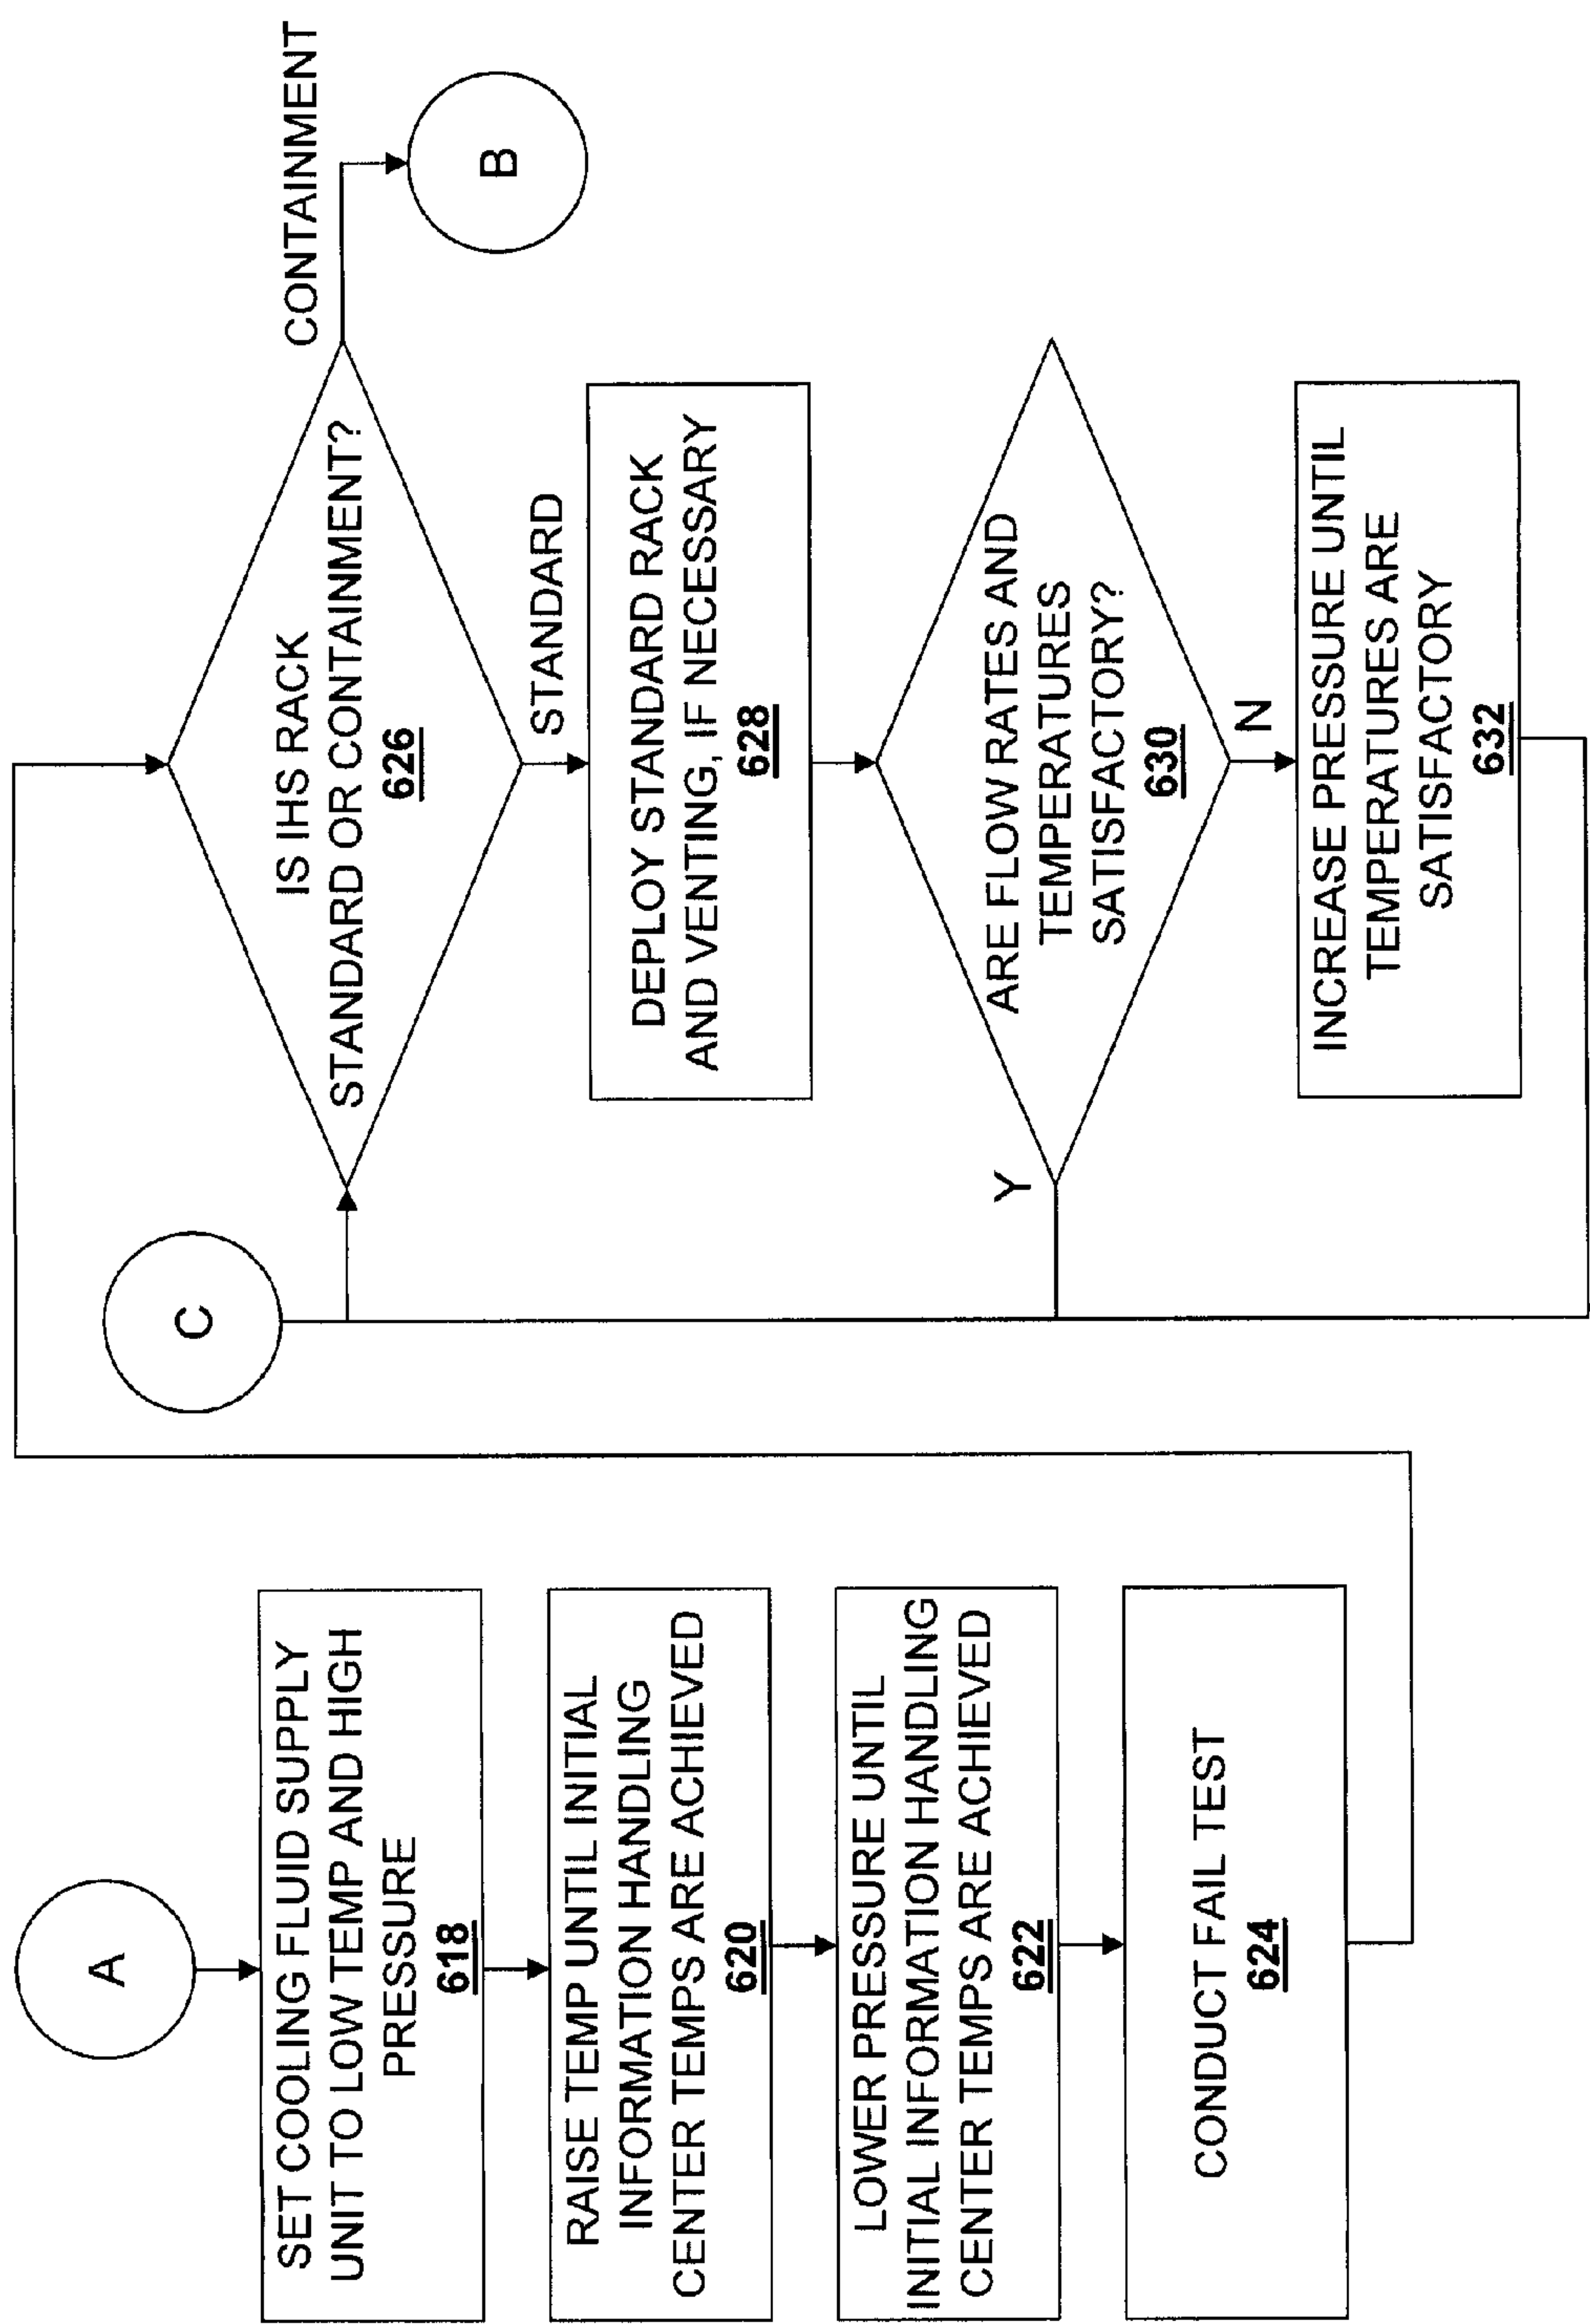 A
SET COOLING FLUID SUPPLY
UNIT TO LOW TEMP AND HIGH
PRESSURE
618
RAISE TEMP UNTIL INITIAL
INFORMATION HANDLING
CENTER TEMPS ARE ACHIEVED
620
LOWER PRESSURE UNTIL
INITIAL INFORMATION HANDLING
CENTER TEMPS ARE ACHIEVED
622
CONDUCT FAIL TEST
624
C
IS IHS RACK
STANDARD OR CONTAINMENT?
626
CONTAINMENT
B
STANDARD
DEPLOY STANDARD RACK
AND VENTING, IF NECESSARY
628
ARE FLOW RATES AND
TEMPERATURES
SATISFACTORY?
630
Y
N
INCREASE PRESSURE UNTIL
TEMPERATURES ARE
SATISFACTORY
632